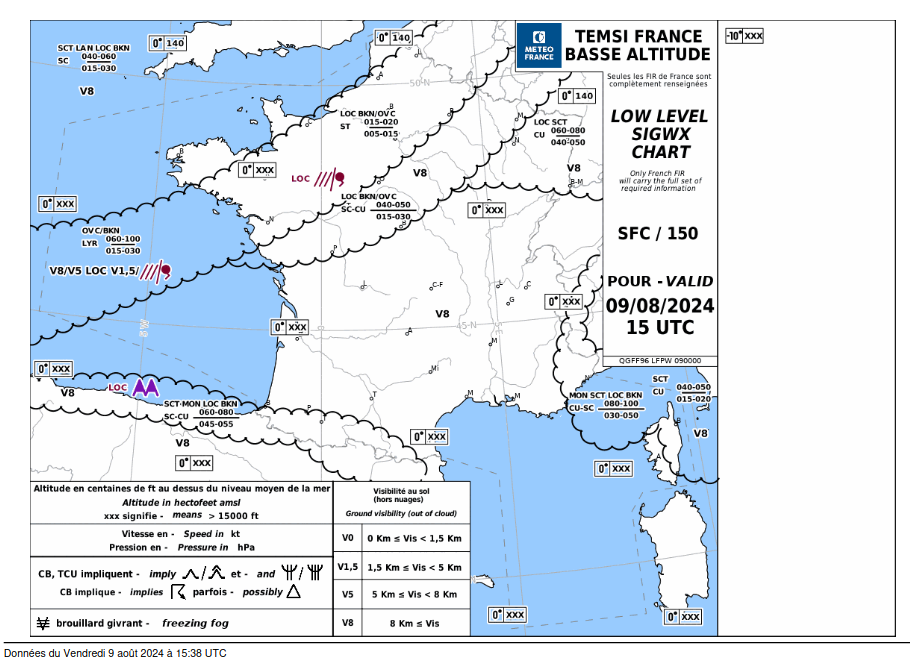 SCT LAN LOC BKN
040-060
SC
015-030
V8
0° 140
0° 140
50°N
METEO
FRANCE
TEMSI FRANCE
BASSE ALTITUDE
-10° xxx
Seules les FIR de France sont
complètement renseignées
LOW LEVEL
SIGWX
CHART
Only French FIR
will carry the full set of
required information
SFC / 150
POUR - VALID
09/08/2024
15 UTC
QGFF96 LFPW 090000
0° 140
LOC BKN/OVC
015-020
ST
005-015
LOC SCT
060-080
CU
040-050
V8
B-M
0° xxx
LOC
V8
0° xxx
LOC BKN/OVC
SC-CU
040-050
015-030
0° xxx
OVC/BKN
060-100
LYR
015-030
V8/V5 LOC V1,5/
C-F
0° xxx
V8
45°N
5°W
0° xxx
0° xxx
V8
LOC
SCT-MON LOC BKN
060-080
SC-CU
045-055
V8
0° xxx
0° xxx
MON SCT LOC BKN
080-100
CU-SC
030-050
SCT
040-050
CU
015-020
V8
0° xxx
0° xxx
0° xxx
Altitude en centaines de ft au dessus du niveau moyen de la mer
Altitude in hectofeet amsl
xxx signifie - means > 15000 ft
Vitesse en - Speed in kt
Pression en - Pressure in hPa
CB, TCU impliquent - imply / et - and /
CB implique - implies parfois - possibly
brouillard givrant - freezing fog
Visibilité au sol
(hors nuages)
Ground visibility (out of cloud)
V0 0 Km ≤ Vis < 1,5 Km
V1,5 1,5 Km ≤ Vis < 5 Km
V5 5 Km ≤ Vis < 8 Km
V8 8 Km ≤ Vis
Données du Vendredi 9 août 2024 à 15:38 UTC